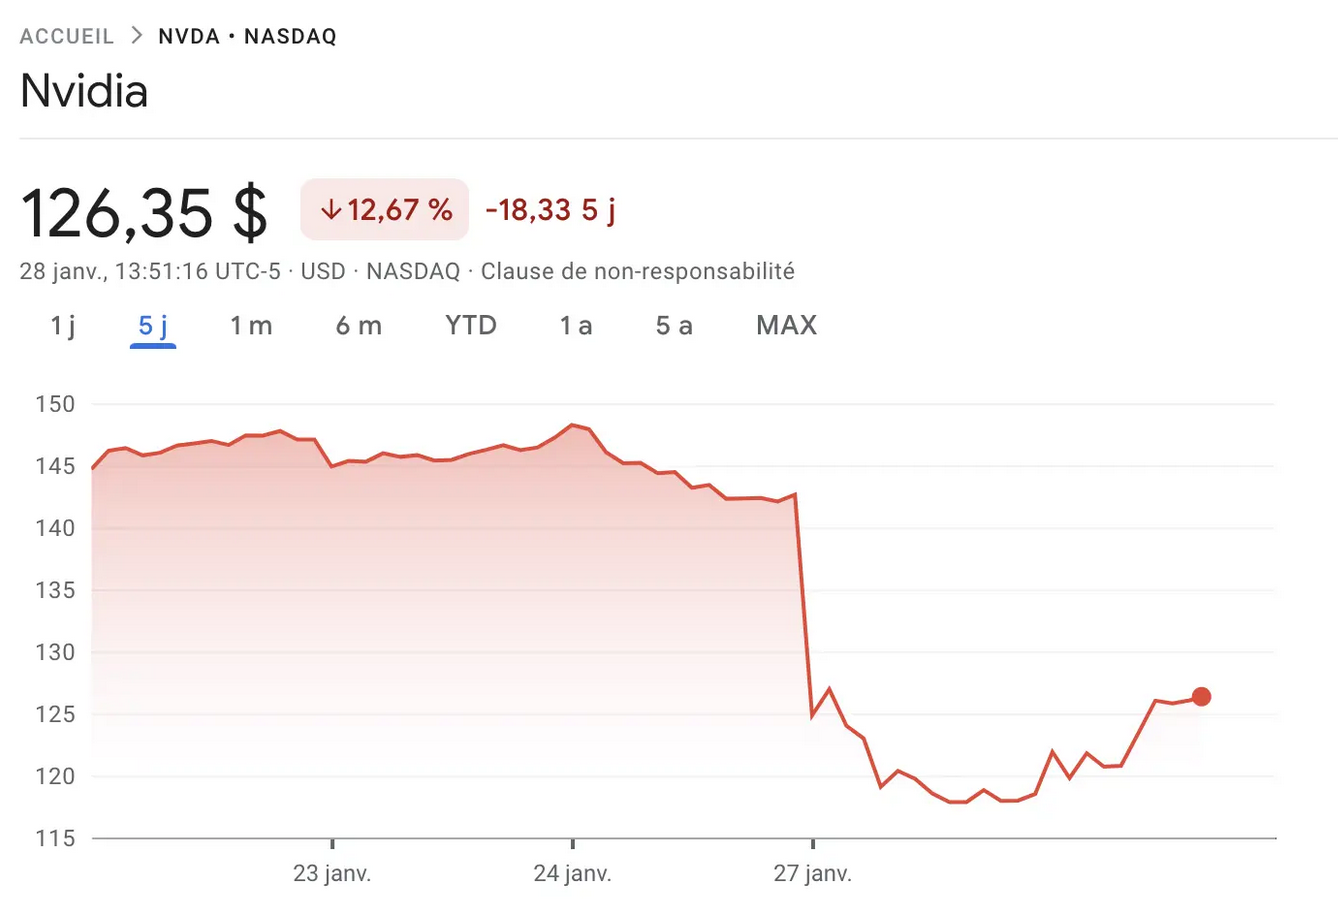 ACCUEIL > NVDA • NASDAQ
Nvidia
126,35 $ ↓12,67 % -18,33 5 j
28 janv., 13:51:16 UTC-5 · USD · NASDAQ · Clause de non-responsabilité
1 j 5 j 1 m 6 m YTD 1 a 5 a MAX
150
145
140
135
130
125
120
115
23 janv. 24 janv. 27 janv.